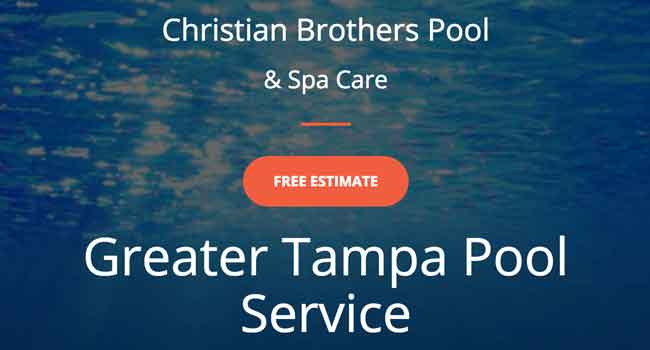 Christian Brothers Pool
& Spa Care
FREE ESTIMATE
Greater Tampa Pool
Service